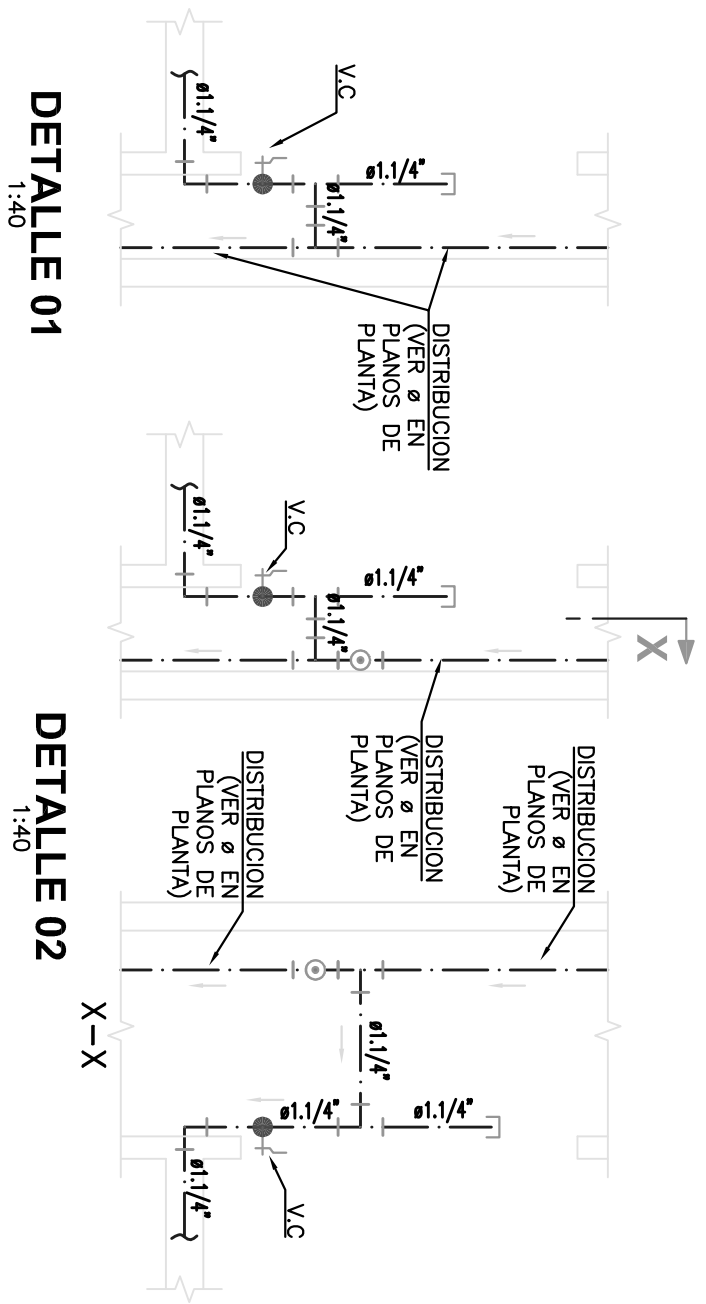 V.C
ø1.1/4"
ø1.1/4"
ø1.1/4"
DISTRIBUCION
(VER ø EN
PLANOS DE
PLANTA)
DETALLE 01
1:40
X
V.C
ø1.1/4"
ø1.1/4"
ø1.1/4"
DISTRIBUCION
(VER ø EN
PLANOS DE
PLANTA)
DISTRIBUCION
(VER ø EN
PLANOS DE
PLANTA)
DISTRIBUCION
(VER ø EN
PLANOS DE
PLANTA)
ø1.1/4"
ø1.1/4"
ø1.1/4"
ø1.1/4"
V.C
DETALLE 02
1:40
X-X